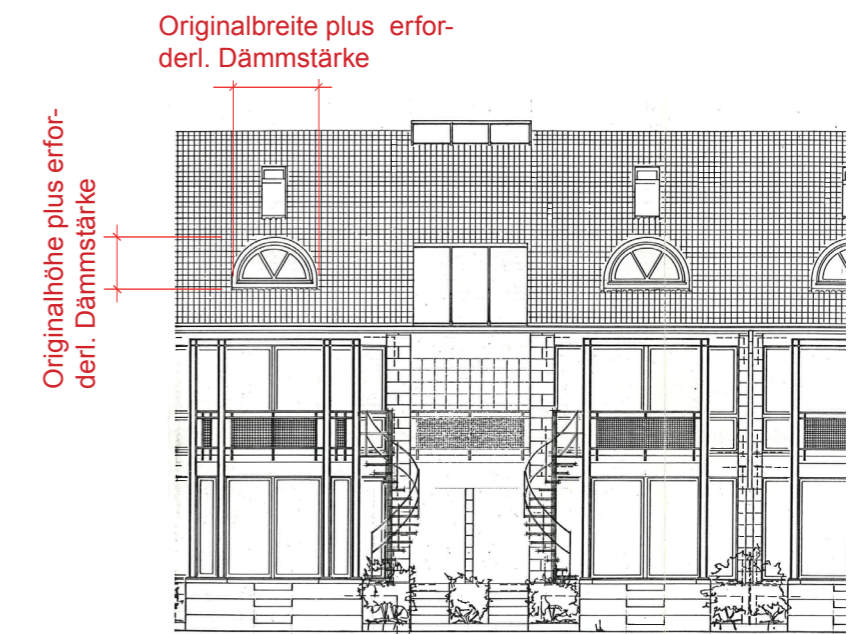 Originalbreite plus  erfor-
derl. Dämmstärke
Originalhöhe plus erfor-
derl. Dämmstärke